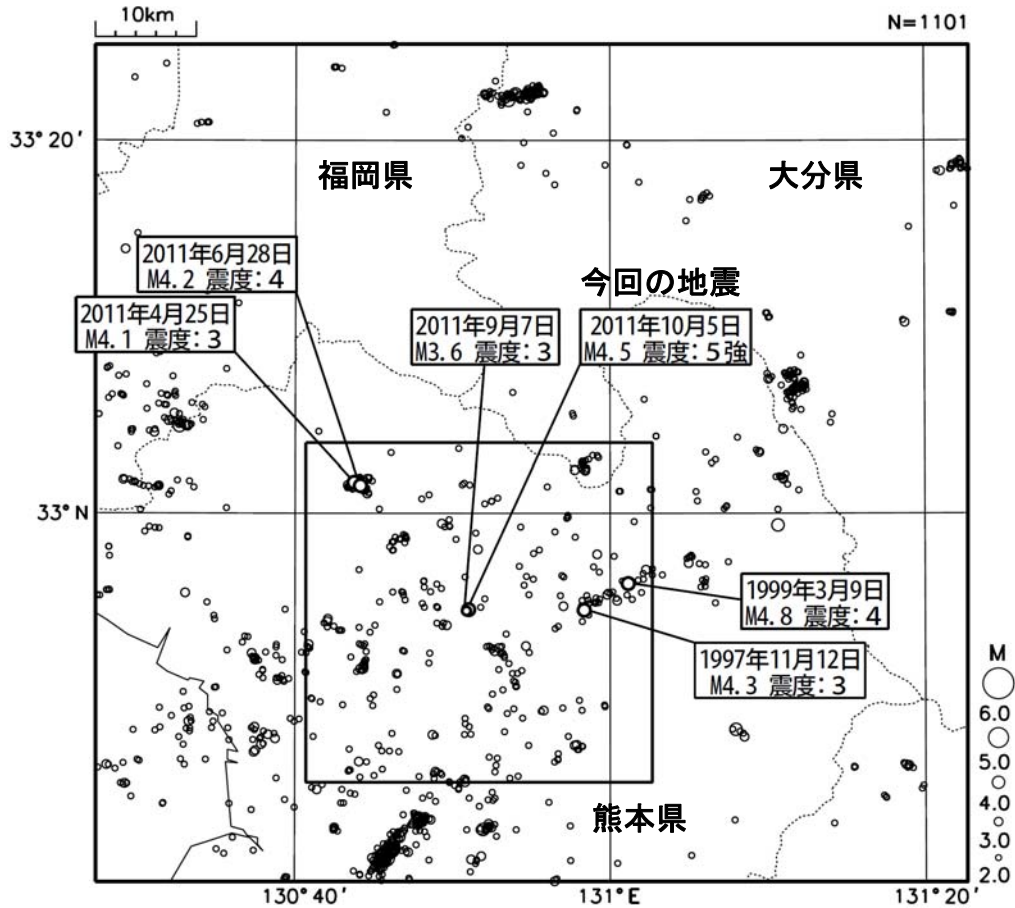 10km
N=1101
33°20′
福岡県
大分県
2011年6月28日
M4.2 震度：4
今回の地震
2011年4月25日
M4.1 震度：3
2011年9月7日
M3.6 震度：3
2011年10月5日
M4.5 震度：5強
33°N
1999年3月9日
M4.8 震度：4
1997年11月12日
M4.3 震度：3
M
6.0
5.0
4.0
3.0
2.0
熊本県
130°40′
131°E
131°20′